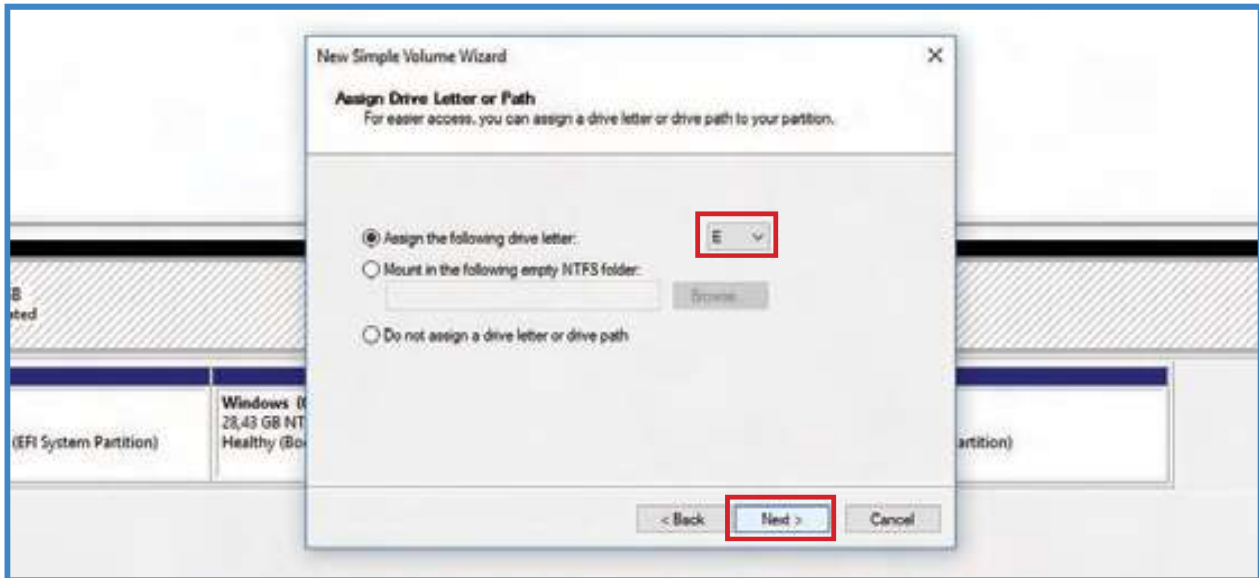 New Simple Volume Wizard
Assign Drive Letter or Path
For easier access, you can assign a drive letter or drive path to your partition.
Assign the following drive letter:
E
Mount in the following empty NTFS folder:
Browse...
Do not assign a drive letter or drive path
B
ated
(EFI System Partition)
Windows (C
28,43 GB NT
Healthy (Boo
artition)
< Back
Next >
Cancel